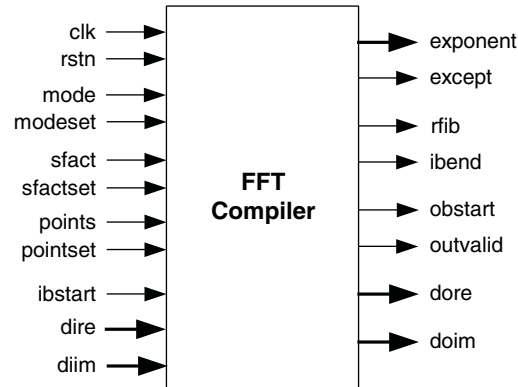 clk
rstn
mode
modeset
sfact
sfactset
points
pointset
ibstart
dire
diim
FFT
Compiler
exponent
except
rfib
ibend
obstart
outvalid
dore
doim